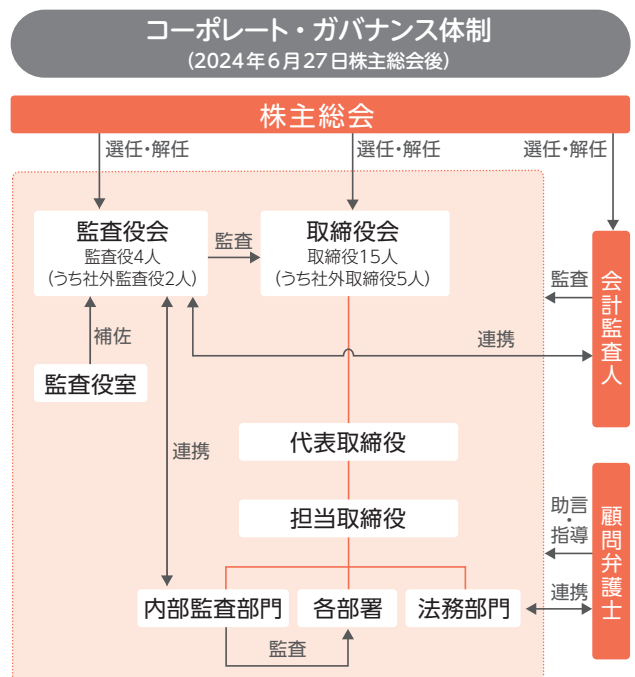 コーポレート・ガバナンス体制
(2024年6月27日株主総会後)
株主総会
選任・解任
選任・解任
選任・解任
監査役会
監査役4人
(うち社外監査役2人)
監査
取締役会
取締役15人
(うち社外取締役5人)
監査
会計監査人
補佐
連携
監査役室
代表取締役
連携
担当取締役
助言・指導
顧問弁護士
内部監査部門
各部署
法務部門
連携
監査